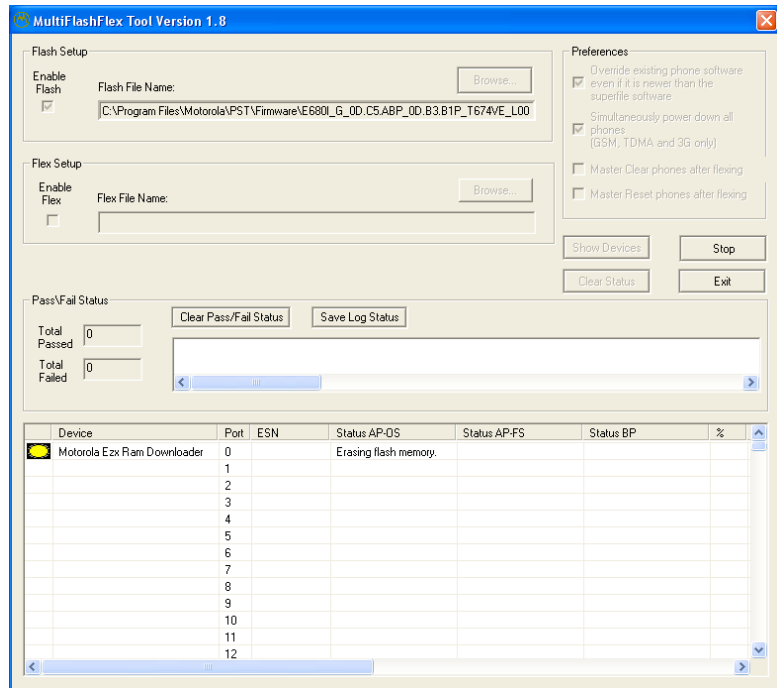 MultiFlashFlex Tool Version 1.8
Flash Setup
Enable Flash
Flash File Name:
Browse...
C:\Program Files\Motorola\PST\Firmware\E680I_G_0D.C5.ABP_0D.B3.B1P_T674VE_L00
Flex Setup
Enable Flex
Flex File Name:
Browse...
Preferences
Override existing phone software
even if it is newer than the
superfile software
Simultaneously power down all
phones
(GSM, TDMA and 3G only)
Master Clear phones after flexing
Master Reset phones after flexing
Show Devices
Stop
Clear Status
Exit
Pass\Fail Status
Clear Pass/Fail Status
Save Log Status
Total Passed
0
Total Failed
0
Device Port ESN Status AP-OS Status AP-FS Status BP %
Motorola Ezx Ram Downloader 0 Erasing flash memory.
1
2
3
4
5
6
7
8
9
10
11
12